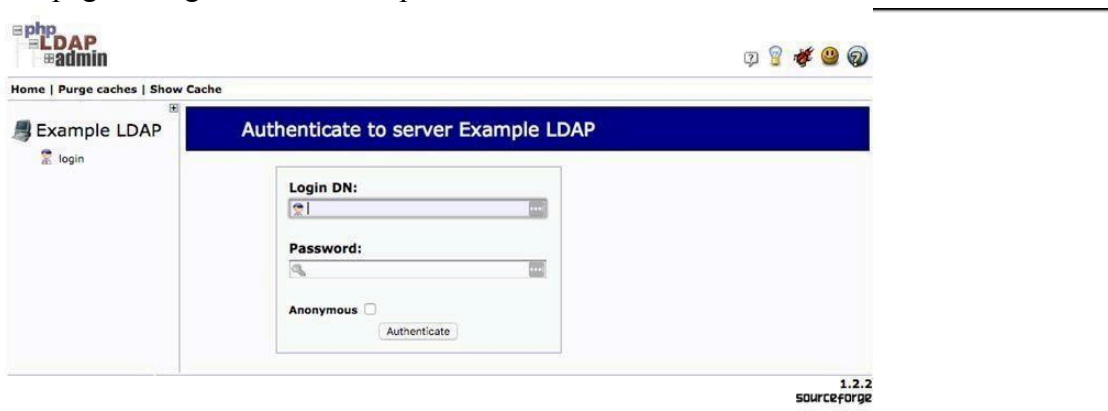 php
LDAP
admin
Home | Purge caches | Show Cache
Example LDAP
login
Authenticate to server Example LDAP
Login DN:
Password:
Anonymous
Authenticate
1.2.2
sourceforge